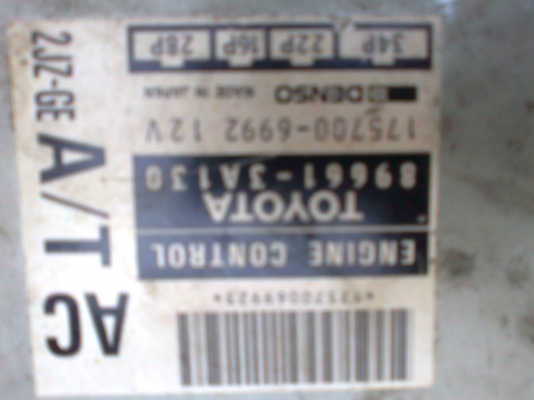 ENGINE CONTROL
TOYOTA
89661-3A130
175700-6992 12V
DENSO MADE IN JAPAN
34P 22P 16P 28P
AC
A/T
2JZ-GE